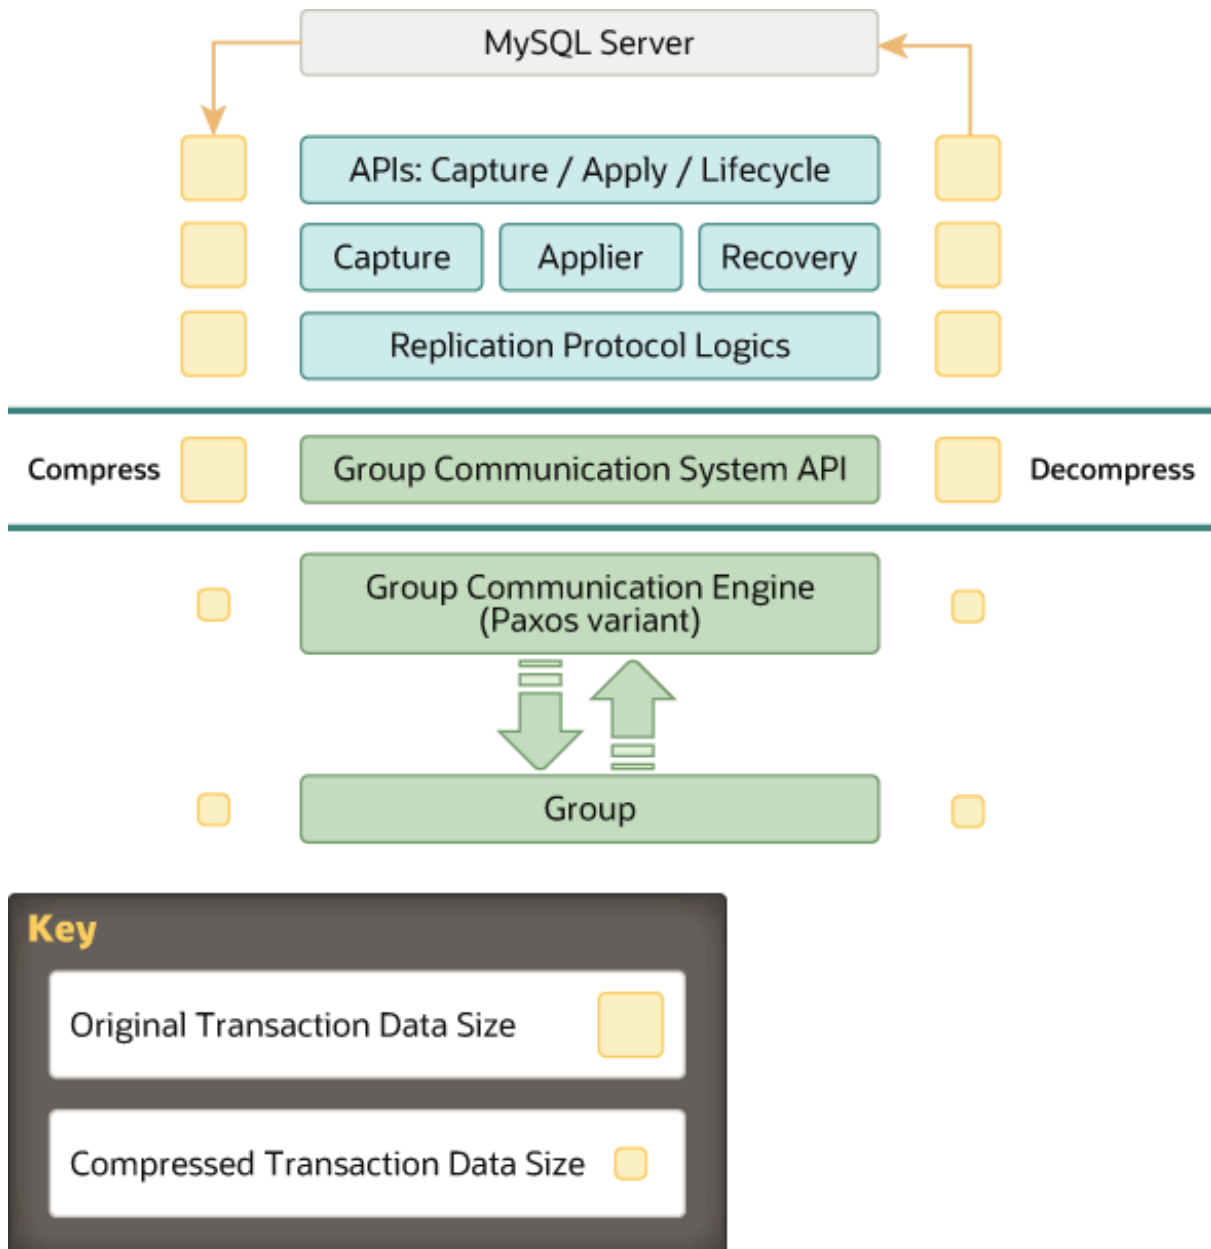 MySQL Server
APIs: Capture / Apply / Lifecycle
Capture
Applier
Recovery
Replication Protocol Logics
Compress
Group Communication System API
Decompress
Group Communication Engine
(Paxos variant)
Group
Key
Original Transaction Data Size
Compressed Transaction Data Size